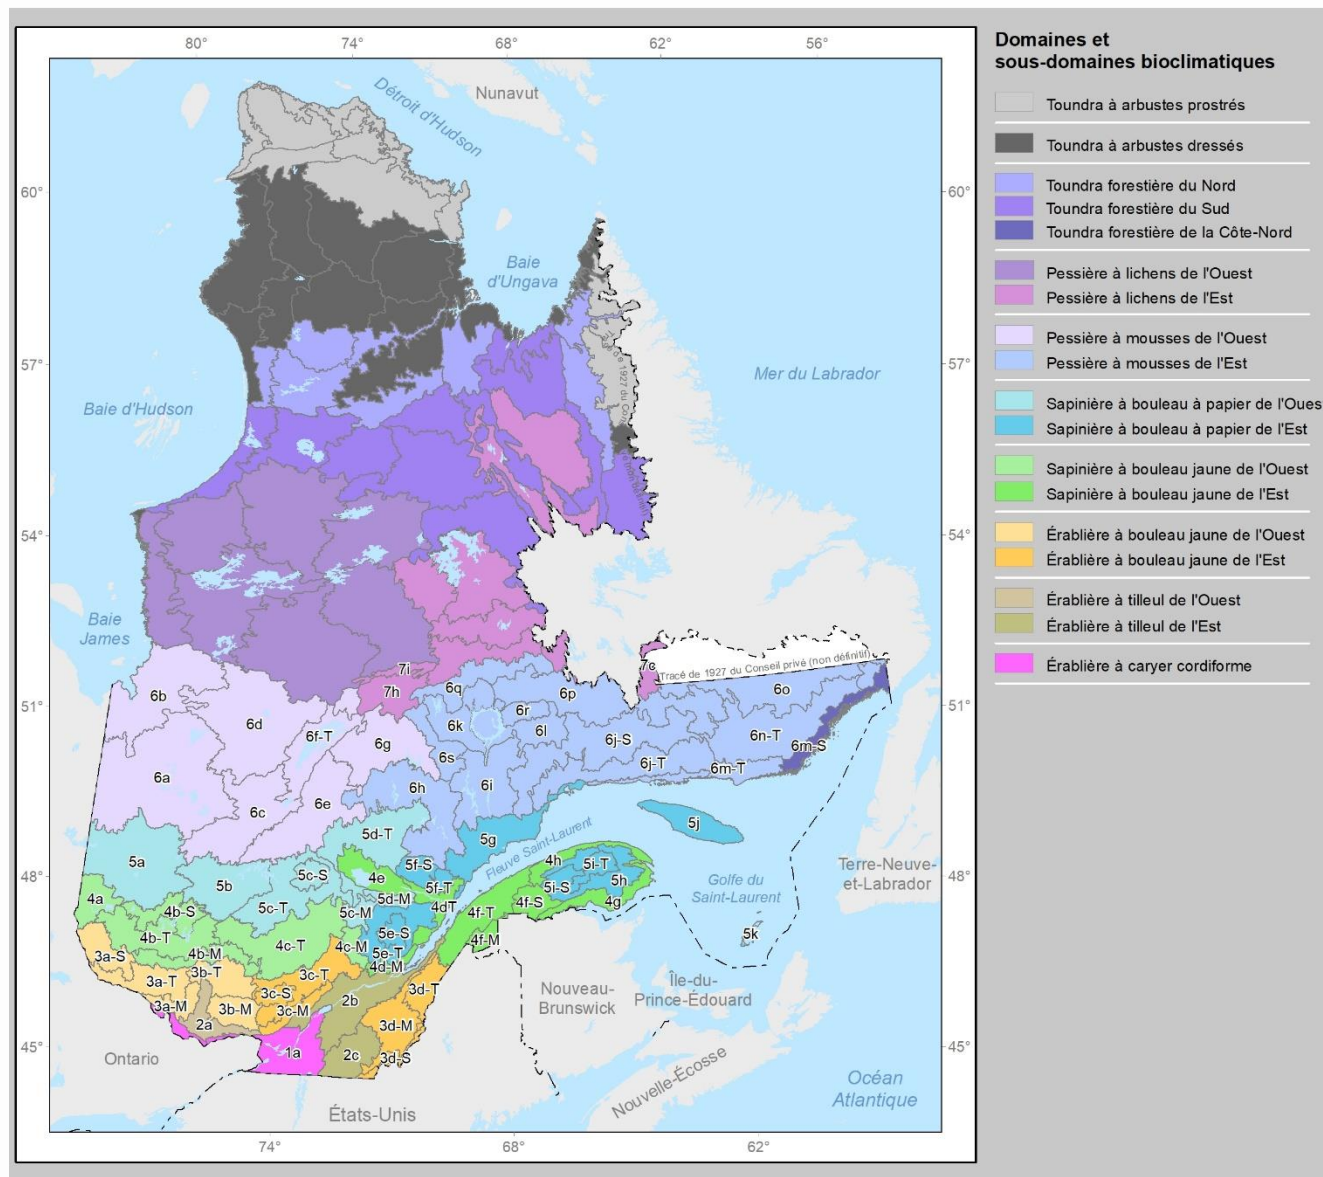 80°
74°
68°
62°
56°
Détroit d'Hudson
Nunavut
60°
60°
Baie
d'Ungava
57°
57°
Mer du Labrador
Baie d'Hudson
54°
54°
Baie
James
Tracé de 1927 du Conseil privé (non définitif)
7c
7i
7h
6q
6p
6o
6b
51°
51°
6d
6f-T
6g
6k
6r
6l
6j-S
6n-T
6m-S
6a
6s
6j-T
6m-T
6c
6e
6h
6i
5j
5d-T
5g
Fleuve Saint-Laurent
5a
5c-S
5f-S
4h
5i-T
Terre-Neuve-
et-Labrador
48°
48°
4e
5b
5f-T
5i-S
5h
Golfe du
Saint-Laurent
4a
4b-S
5c-T
5c-M
5d-M
4dT
4f-T
4f-S
4g
4b-T
4c-T
4c-M
5e-S
4f-M
5k
3a-S
4b-M
5e-T
4d-M
3a-T
3b-T
3c-T
3d-T
Île-du-
Prince-Édouard
Nouveau-
Brunswick
3a-M
3b-M
3c-S
3c-M
2b
2a
3d-M
45°
45°
Ontario
1a
2c
3d-S
Nouvelle-Écosse
Océan
Atlantique
États-Unis
74°
68°
62°
Domaines et
sous-domaines bioclimatiques
Toundra à arbustes prostrés
Toundra à arbustes dressés
Toundra forestière du Nord
Toundra forestière du Sud
Toundra forestière de la Côte-Nord
Pessière à lichens de l'Ouest
Pessière à lichens de l'Est
Pessière à mousses de l'Ouest
Pessière à mousses de l'Est
Sapinière à bouleau à papier de l'Oues
Sapinière à bouleau à papier de l'Est
Sapinière à bouleau jaune de l'Ouest
Sapinière à bouleau jaune de l'Est
Érablière à bouleau jaune de l'Ouest
Érablière à bouleau jaune de l'Est
Érablière à tilleul de l'Ouest
Érablière à tilleul de l'Est
Érablière à caryer cordiforme